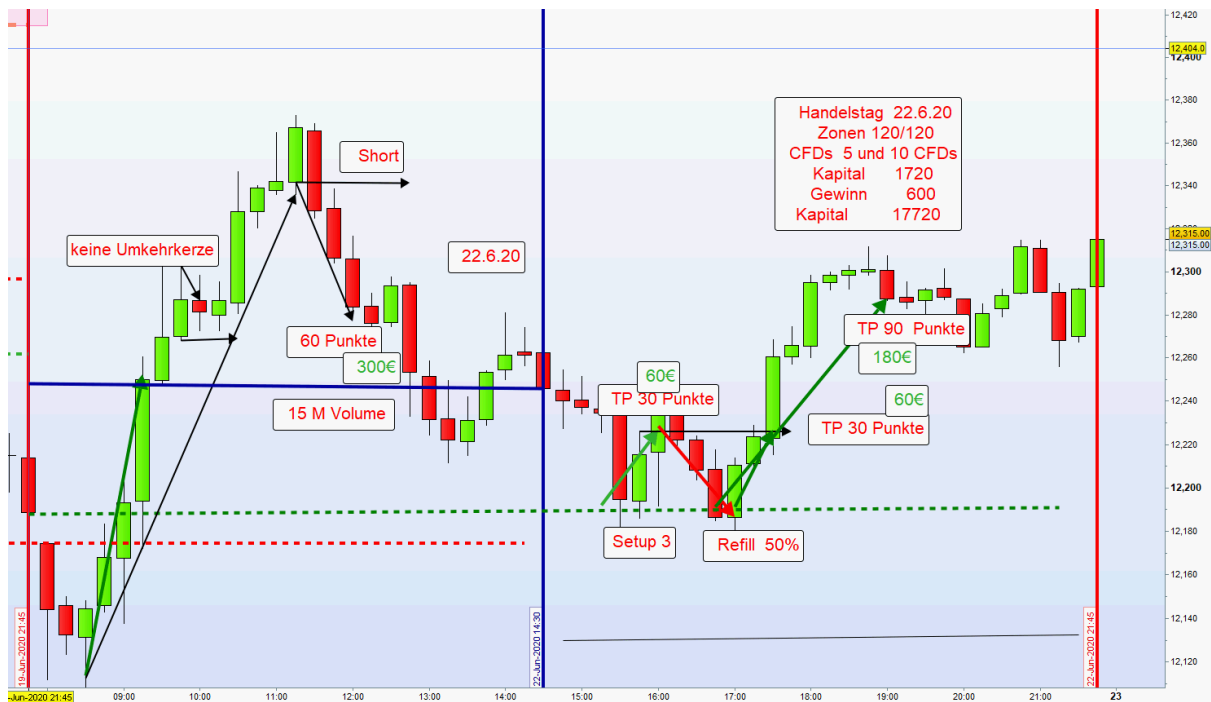 12,420
12,404.0
12,400
12,380
Handelstag 22.6.20
Zonen 120/120
CFDs 5 und 10 CFDs
Kapital 1720
Gewinn 600
Kapital 17720
12,360
Short
12,340
keine Umkehrkerze
22.6.20
12,315.00
12,315.00
12,300
12,280
60 Punkte
300€
TP 90 Punkte
180€
12,260
60€
TP 30 Punkte
60€
TP 30 Punkte
12,240
15 M Volume
12,220
12,200
Setup 3
Refill 50%
12,180
12,160
12,140
12,120
19-Jun-2020 21:45
22-Jun-2020 14:30
22-Jun-2020 21:45
-Jun-2020 21:45
09:00
10:00
11:00
12:00
13:00
14:00
15:00
16:00
17:00
18:00
19:00
20:00
21:00
23